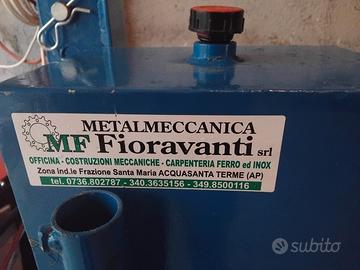 METALMECCANICA
MF Fioravanti srl
OFFICINA - COSTRUZIONI MECCANICHE - CARPENTERIA FERRO ed INOX
Zona ind.le Frazione Santa Maria ACQUASANTA TERME (AP)
tel. 0736.802787 - 340.3635156 - 349.8500116
subito